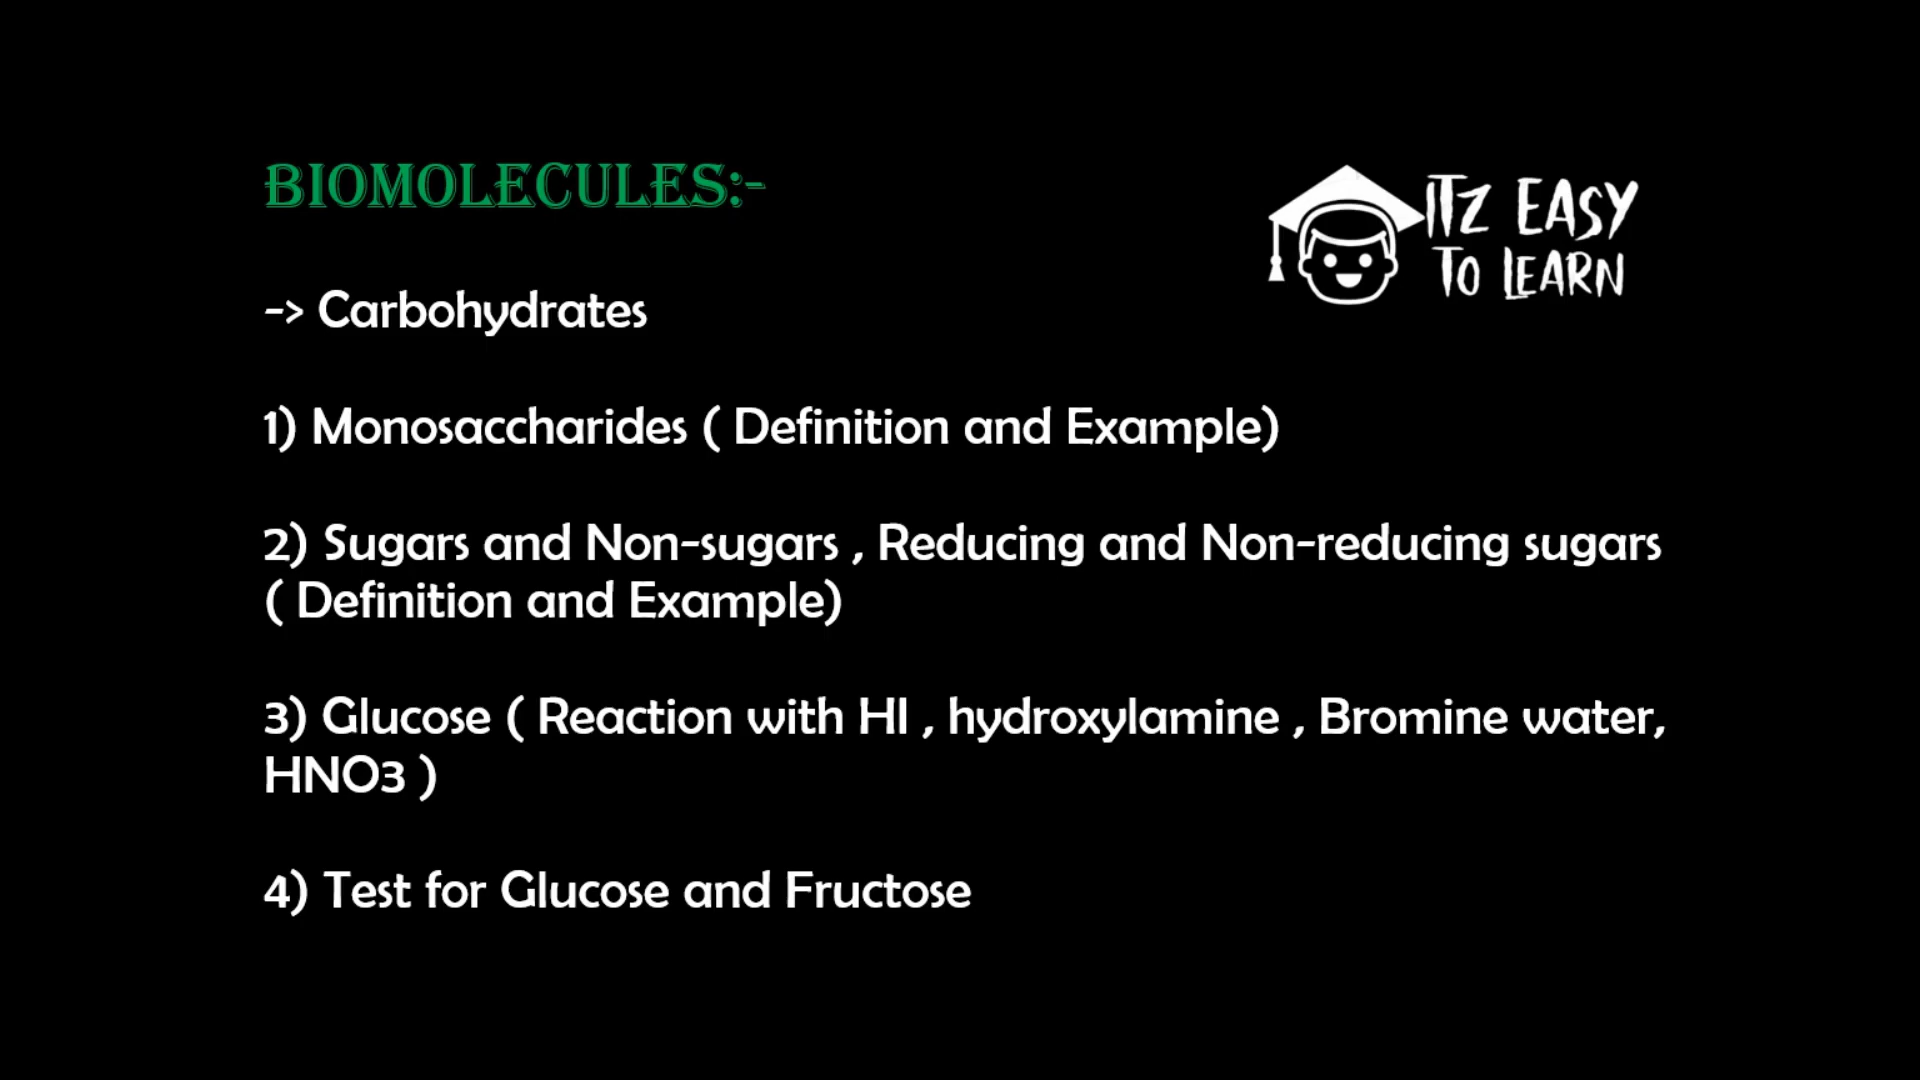 BIOMOLECULES:-
ITZ EASY
TO LEARN
-> Carbohydrates
1) Monosaccharides ( Definition and Example)
2) Sugars and Non-sugars , Reducing and Non-reducing sugars
( Definition and Example)
3) Glucose ( Reaction with HI , hydroxylamine , Bromine water,
HNO3 )
4) Test for Glucose and Fructose